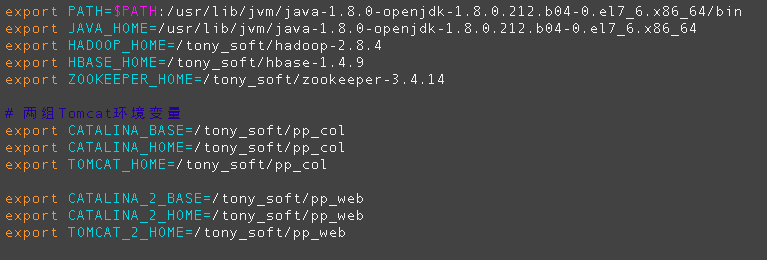 export PATH=$PATH:/usr/lib/jvm/java-1.8.0-openjdk-1.8.0.212.b04-0.el7_6.x86_64/bin
export JAVA_HOME=/usr/lib/jvm/java-1.8.0-openjdk-1.8.0.212.b04-0.el7_6.x86_64
export HADOOP_HOME=/tony_soft/hadoop-2.8.4
export HBASE_HOME=/tony_soft/hbase-1.4.9
export ZOOKEEPER_HOME=/tony_soft/zookeeper-3.4.14
# 两组Tomcat环境变量
export CATALINA_BASE=/tony_soft/pp_col
export CATALINA_HOME=/tony_soft/pp_col
export TOMCAT_HOME=/tony_soft/pp_col
export CATALINA_2_BASE=/tony_soft/pp_web
export CATALINA_2_HOME=/tony_soft/pp_web
export TOMCAT_2_HOME=/tony_soft/pp_web